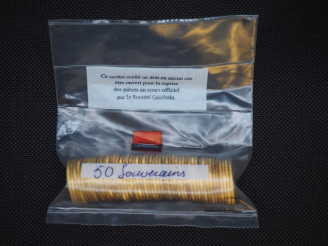 Ce sachet scellé ne doit en aucun cas
être ouvert pour la reprise
des pièces au cours officiel
par la Société Générale.
50 Souverains